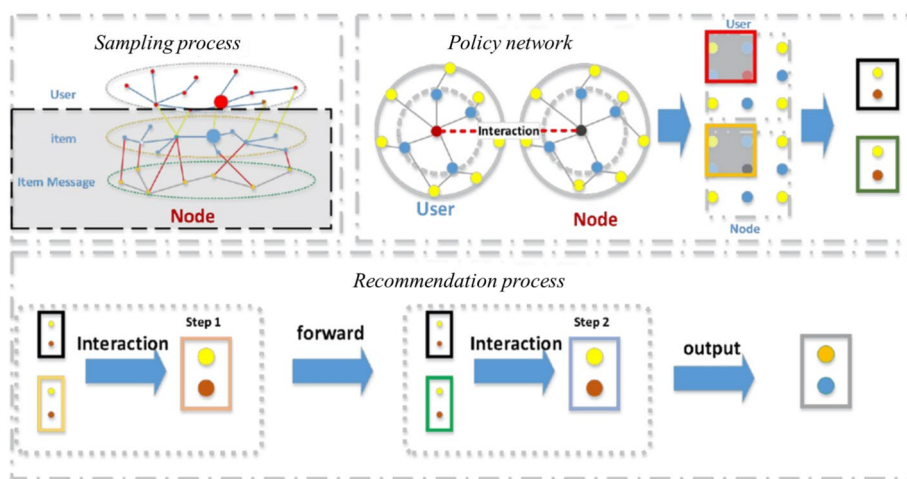 Sampling process
User
item
Item Message
Node
Policy network
Interaction
User
Node
User
Node
Recommendation process
Interaction
Step 1
forward
Interaction
Step 2
output